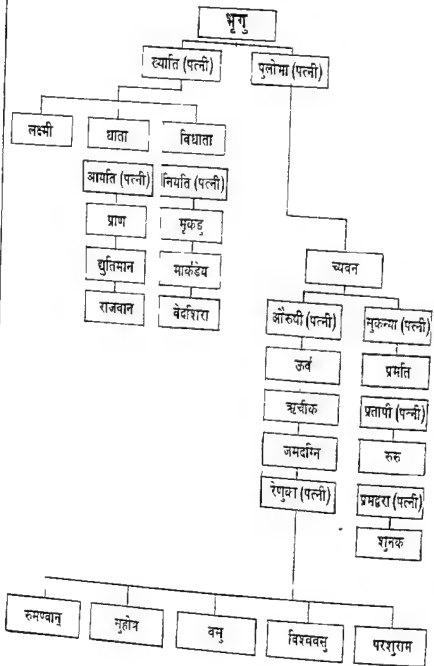 भृगु
ख्याति (पत्नी) पुलोमा (पत्नी)
लक्ष्मी धाता विधाता
आर्याति (पत्नी) नियति (पत्नी)
प्राण मृकंडु
द्युतिमान मार्कंडेय
राजवान वेदशिरा
च्यवन
औरुषी (पत्नी) सुकन्या (पत्नी)
ऊर्व प्रमति
ऋचीक प्रतापी (पत्नी)
जमदग्नि रुरु
रेणुका (पत्नी) प्रमद्वरा (पत्नी)
शुनक
रुमण्वान् सुहोत्र वसु विश्ववसु परशुराम